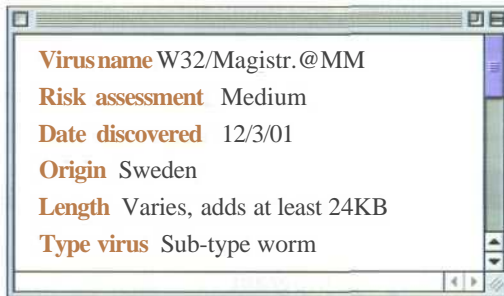 Virus name W32/Magistr.@MM
Risk assessment Medium
Date discovered 12/3/01
Origin Sweden
Length Varies, adds at least 24KB
Type virus Sub-type worm